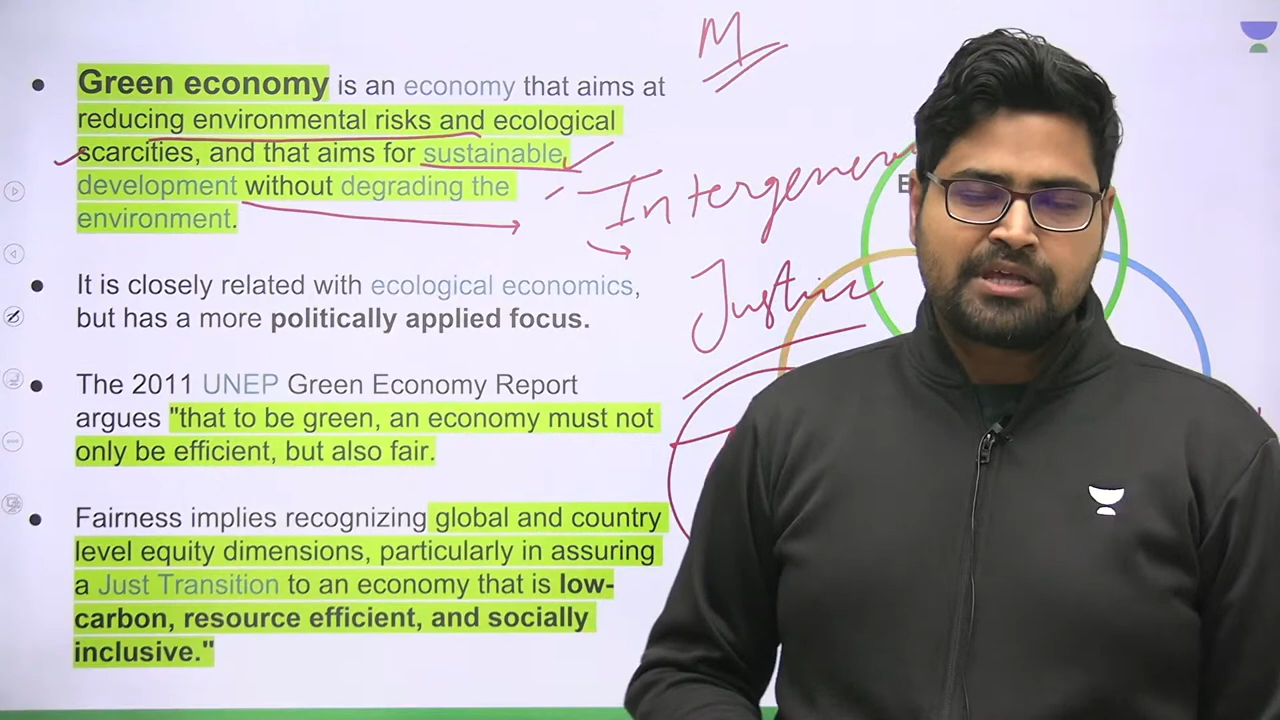 M
Green economy is an economy that aims at
reducing environmental risks and ecological
scarcities, and that aims for sustainable
development without degrading the
environment.
It is closely related with ecological economics,
but has a more politically applied focus.
The 2011 UNEP Green Economy Report
argues "that to be green, an economy must not
only be efficient, but also fair.
Fairness implies recognizing global and country
level equity dimensions, particularly in assuring
a Just Transition to an economy that is low-
carbon, resource efficient, and socially
inclusive."
Intergener
Justice
E